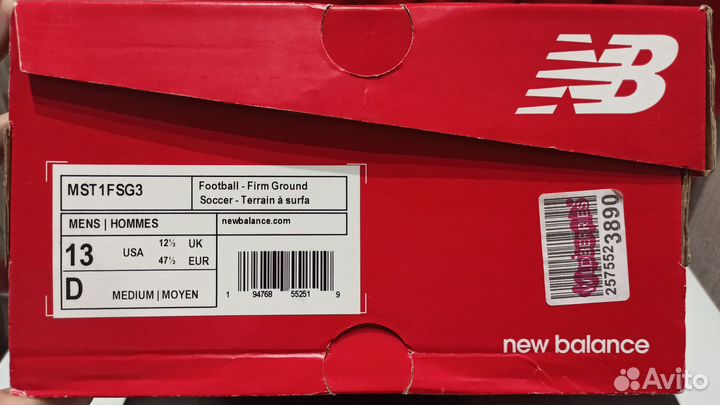 NB
MST1FSG3
Football - Firm Ground
Soccer - Terrain à surfa
MENS | HOMMES
newbalance.com
13 USA 12½ UK
47½ EUR
D MEDIUM | MOYEN
1 94768 55251 9
257552 3890
new balance
Avito